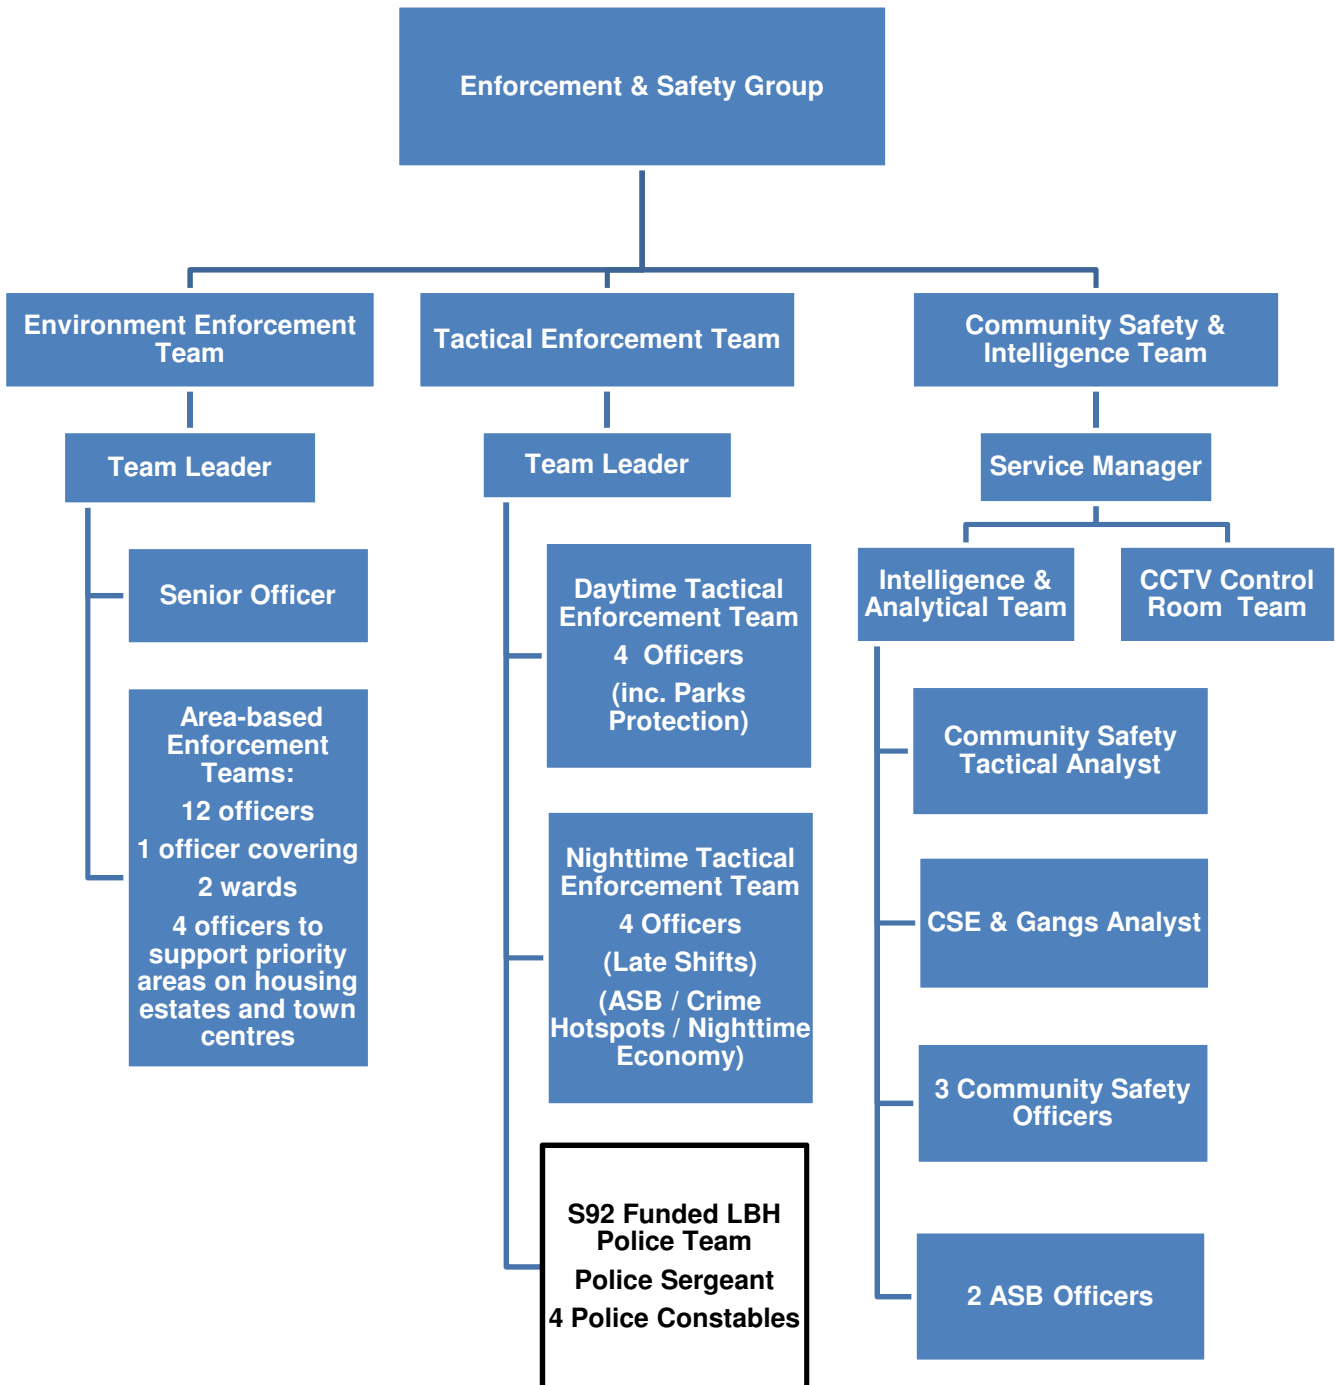 Enforcement & Safety Group
Environment Enforcement
Team
Tactical Enforcement Team
Community Safety &
Intelligence Team
Team Leader
Team Leader
Service Manager
Senior Officer
Area-based
Enforcement
Teams:
12 officers
1 officer covering
2 wards
4 officers to
support priority
areas on housing
estates and town
centres
Daytime Tactical
Enforcement Team
4 Officers
(inc. Parks
Protection)
Nighttime Tactical
Enforcement Team
4 Officers
(Late Shifts)
(ASB / Crime
Hotspots / Nighttime
Economy)
S92 Funded LBH
Police Team
Police Sergeant
4 Police Constables
Intelligence &
Analytical Team
CCTV Control
Room Team
Community Safety
Tactical Analyst
CSE & Gangs Analyst
3 Community Safety
Officers
2 ASB Officers